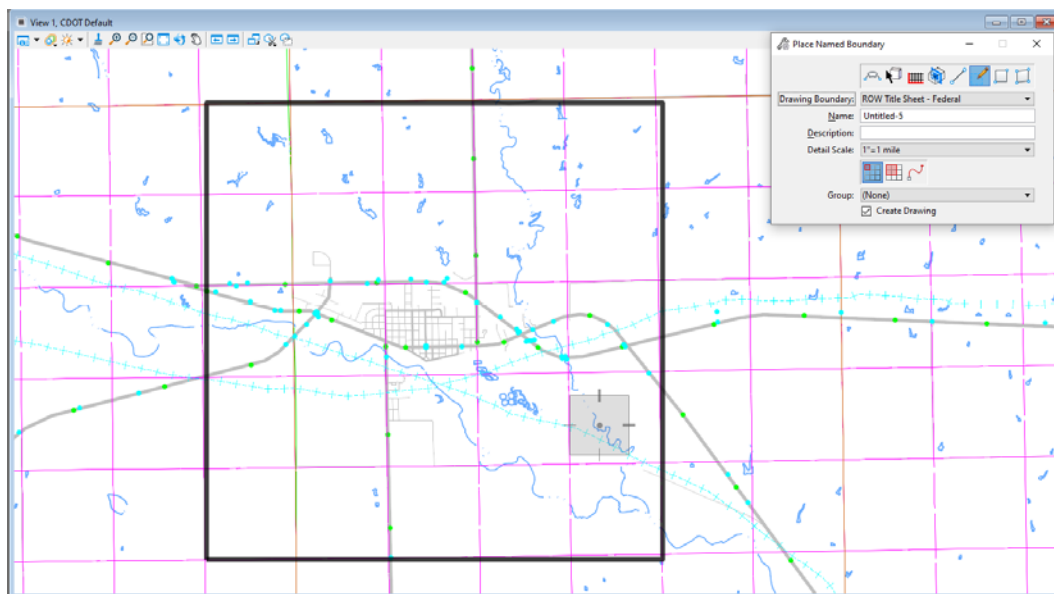 View 1, CDOT Default
Place Named Boundary
Drawing Boundary: ROW Title Sheet - Federal
Name: Untitled-5
Description:
Detail Scale: 1"=1 mile
Group: (None)
Create Drawing